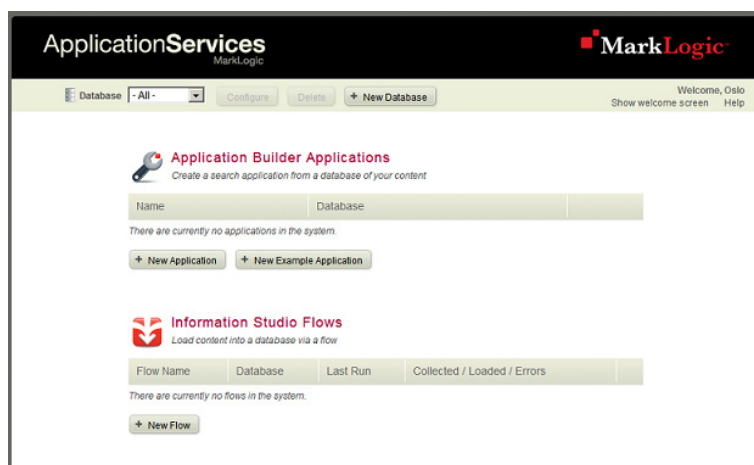 ApplicationServices
MarkLogic
MarkLogic
Database - All - Configure Delete + New Database
Welcome, Oslo
Show welcome screen Help
Application Builder Applications
Create a search application from a database of your content
Name Database
There are currently no applications in the system.
+ New Application + New Example Application
Information Studio Flows
Load content into a database via a flow
Flow Name Database Last Run Collected / Loaded / Errors
There are currently no flows in the system.
+ New Flow